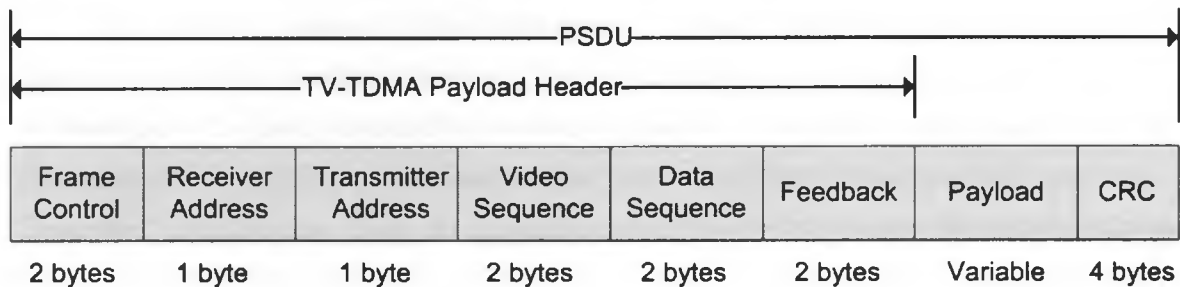 PSDU
TV-TDMA Payload Header
Frame Control
Receiver Address
Transmitter Address
Video Sequence
Data Sequence
Feedback
Payload
CRC
2 bytes
1 byte
1 byte
2 bytes
2 bytes
2 bytes
Variable
4 bytes